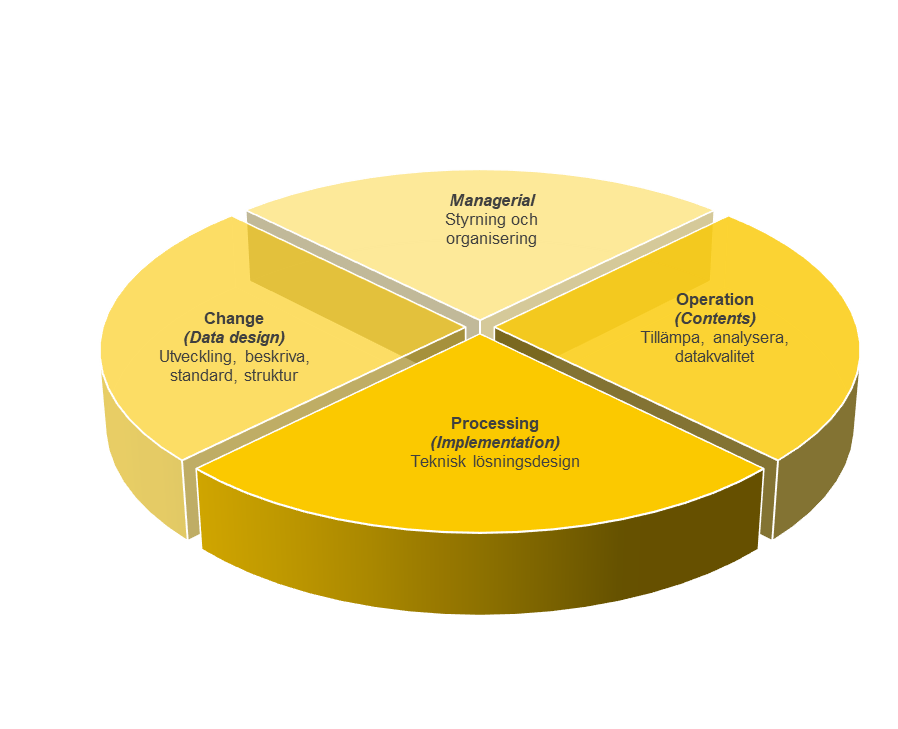 Managerial
Styrning och
organisering
Change
(Data design)
Utveckling, beskriva,
standard, struktur
Operation
(Contents)
Tillämpa, analysera,
datakvalitet
Processing
(Implementation)
Teknisk lösningsdesign